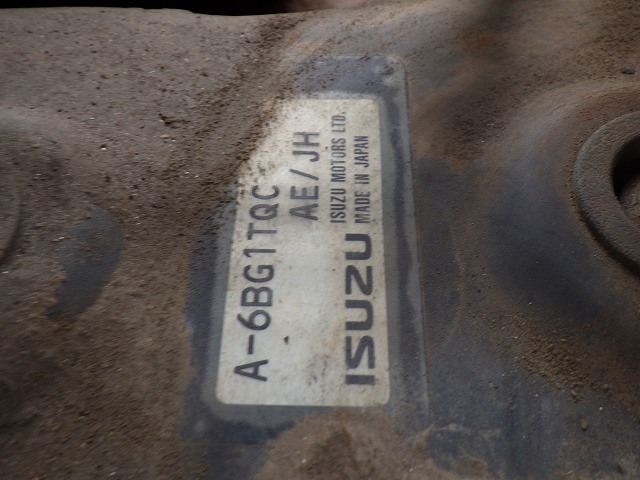 A-6BG1TQC
AE/JH
ISUZU
ISUZU MOTORS LTD.
MADE IN JAPAN